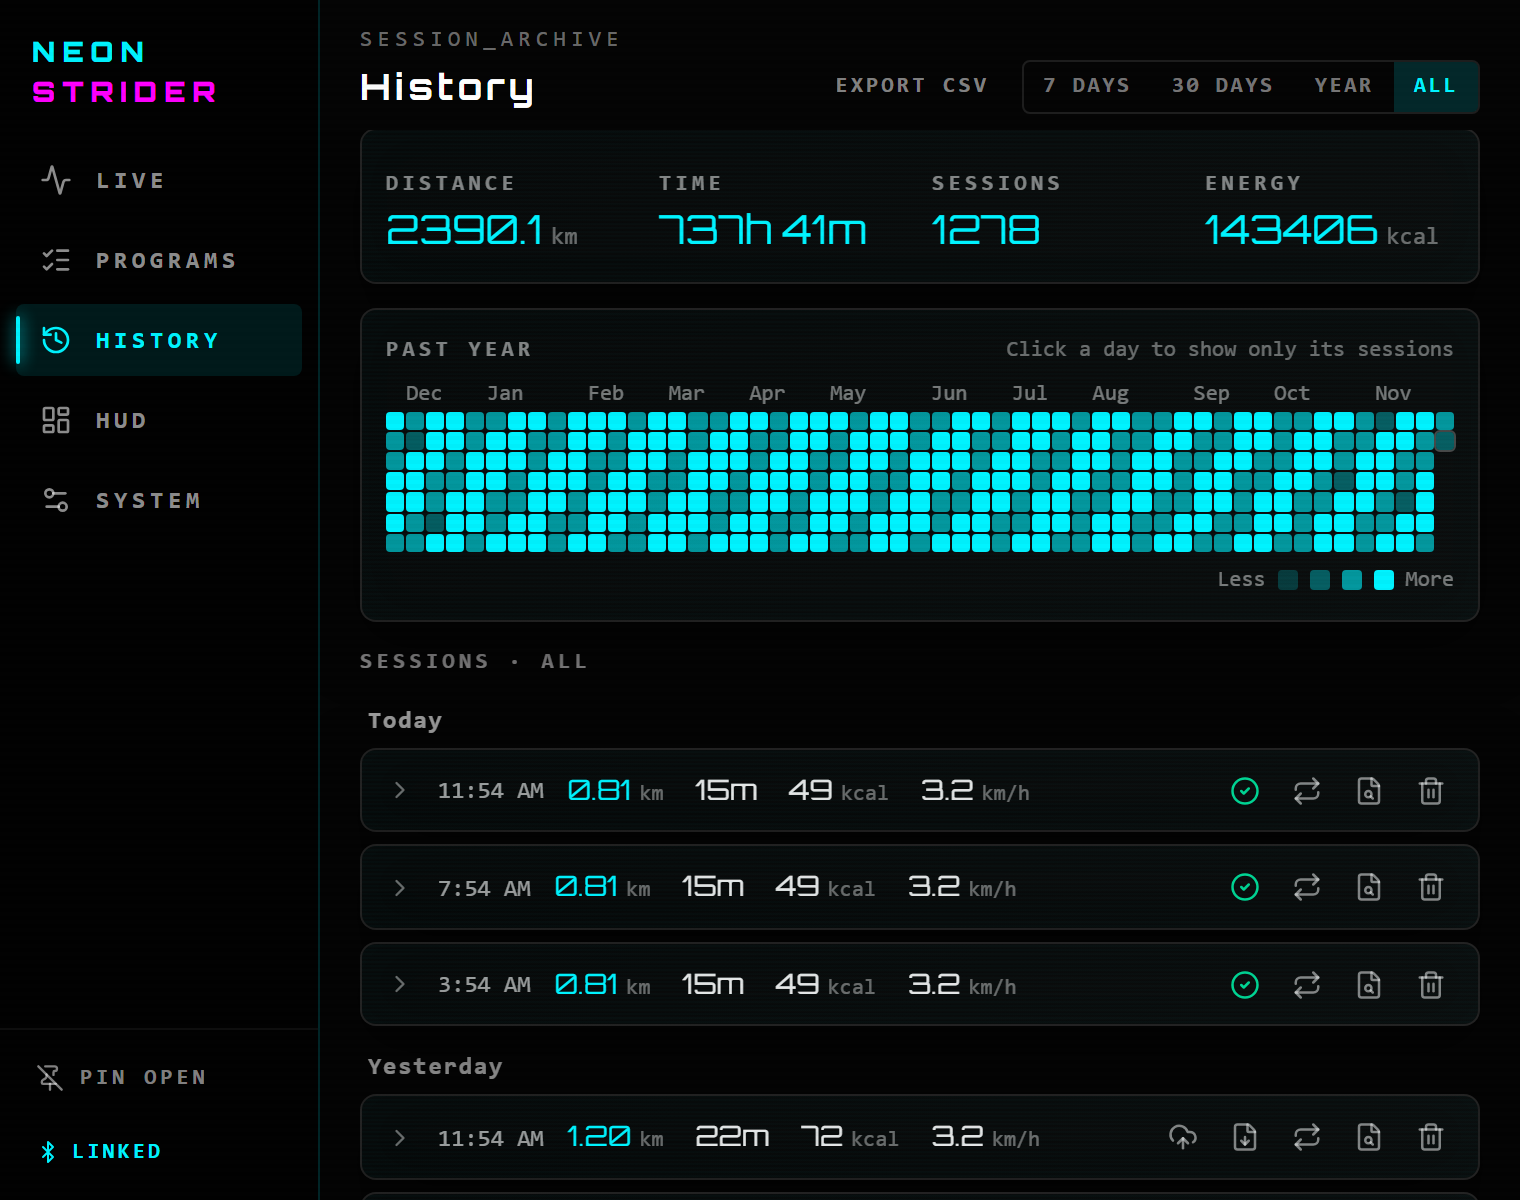 NEON
STRIDER
LIVE
PROGRAMS
HISTORY
HUD
SYSTEM
PIN OPEN
LINKED
SESSION_ARCHIVE
History
EXPORT CSV
7 DAYS
30 DAYS
YEAR
ALL
DISTANCE
2390.1 km
TIME
737h 41m
SESSIONS
1278
ENERGY
143406 kcal
PAST YEAR
Click a day to show only its sessions
Dec Jan Feb Mar Apr May Jun Jul Aug Sep Oct Nov
Less More
SESSIONS · ALL
Today
11:54 AM 0.81 km 15m 49 kcal 3.2 km/h
7:54 AM 0.81 km 15m 49 kcal 3.2 km/h
3:54 AM 0.81 km 15m 49 kcal 3.2 km/h
Yesterday
11:54 AM 1.20 km 22m 72 kcal 3.2 km/h